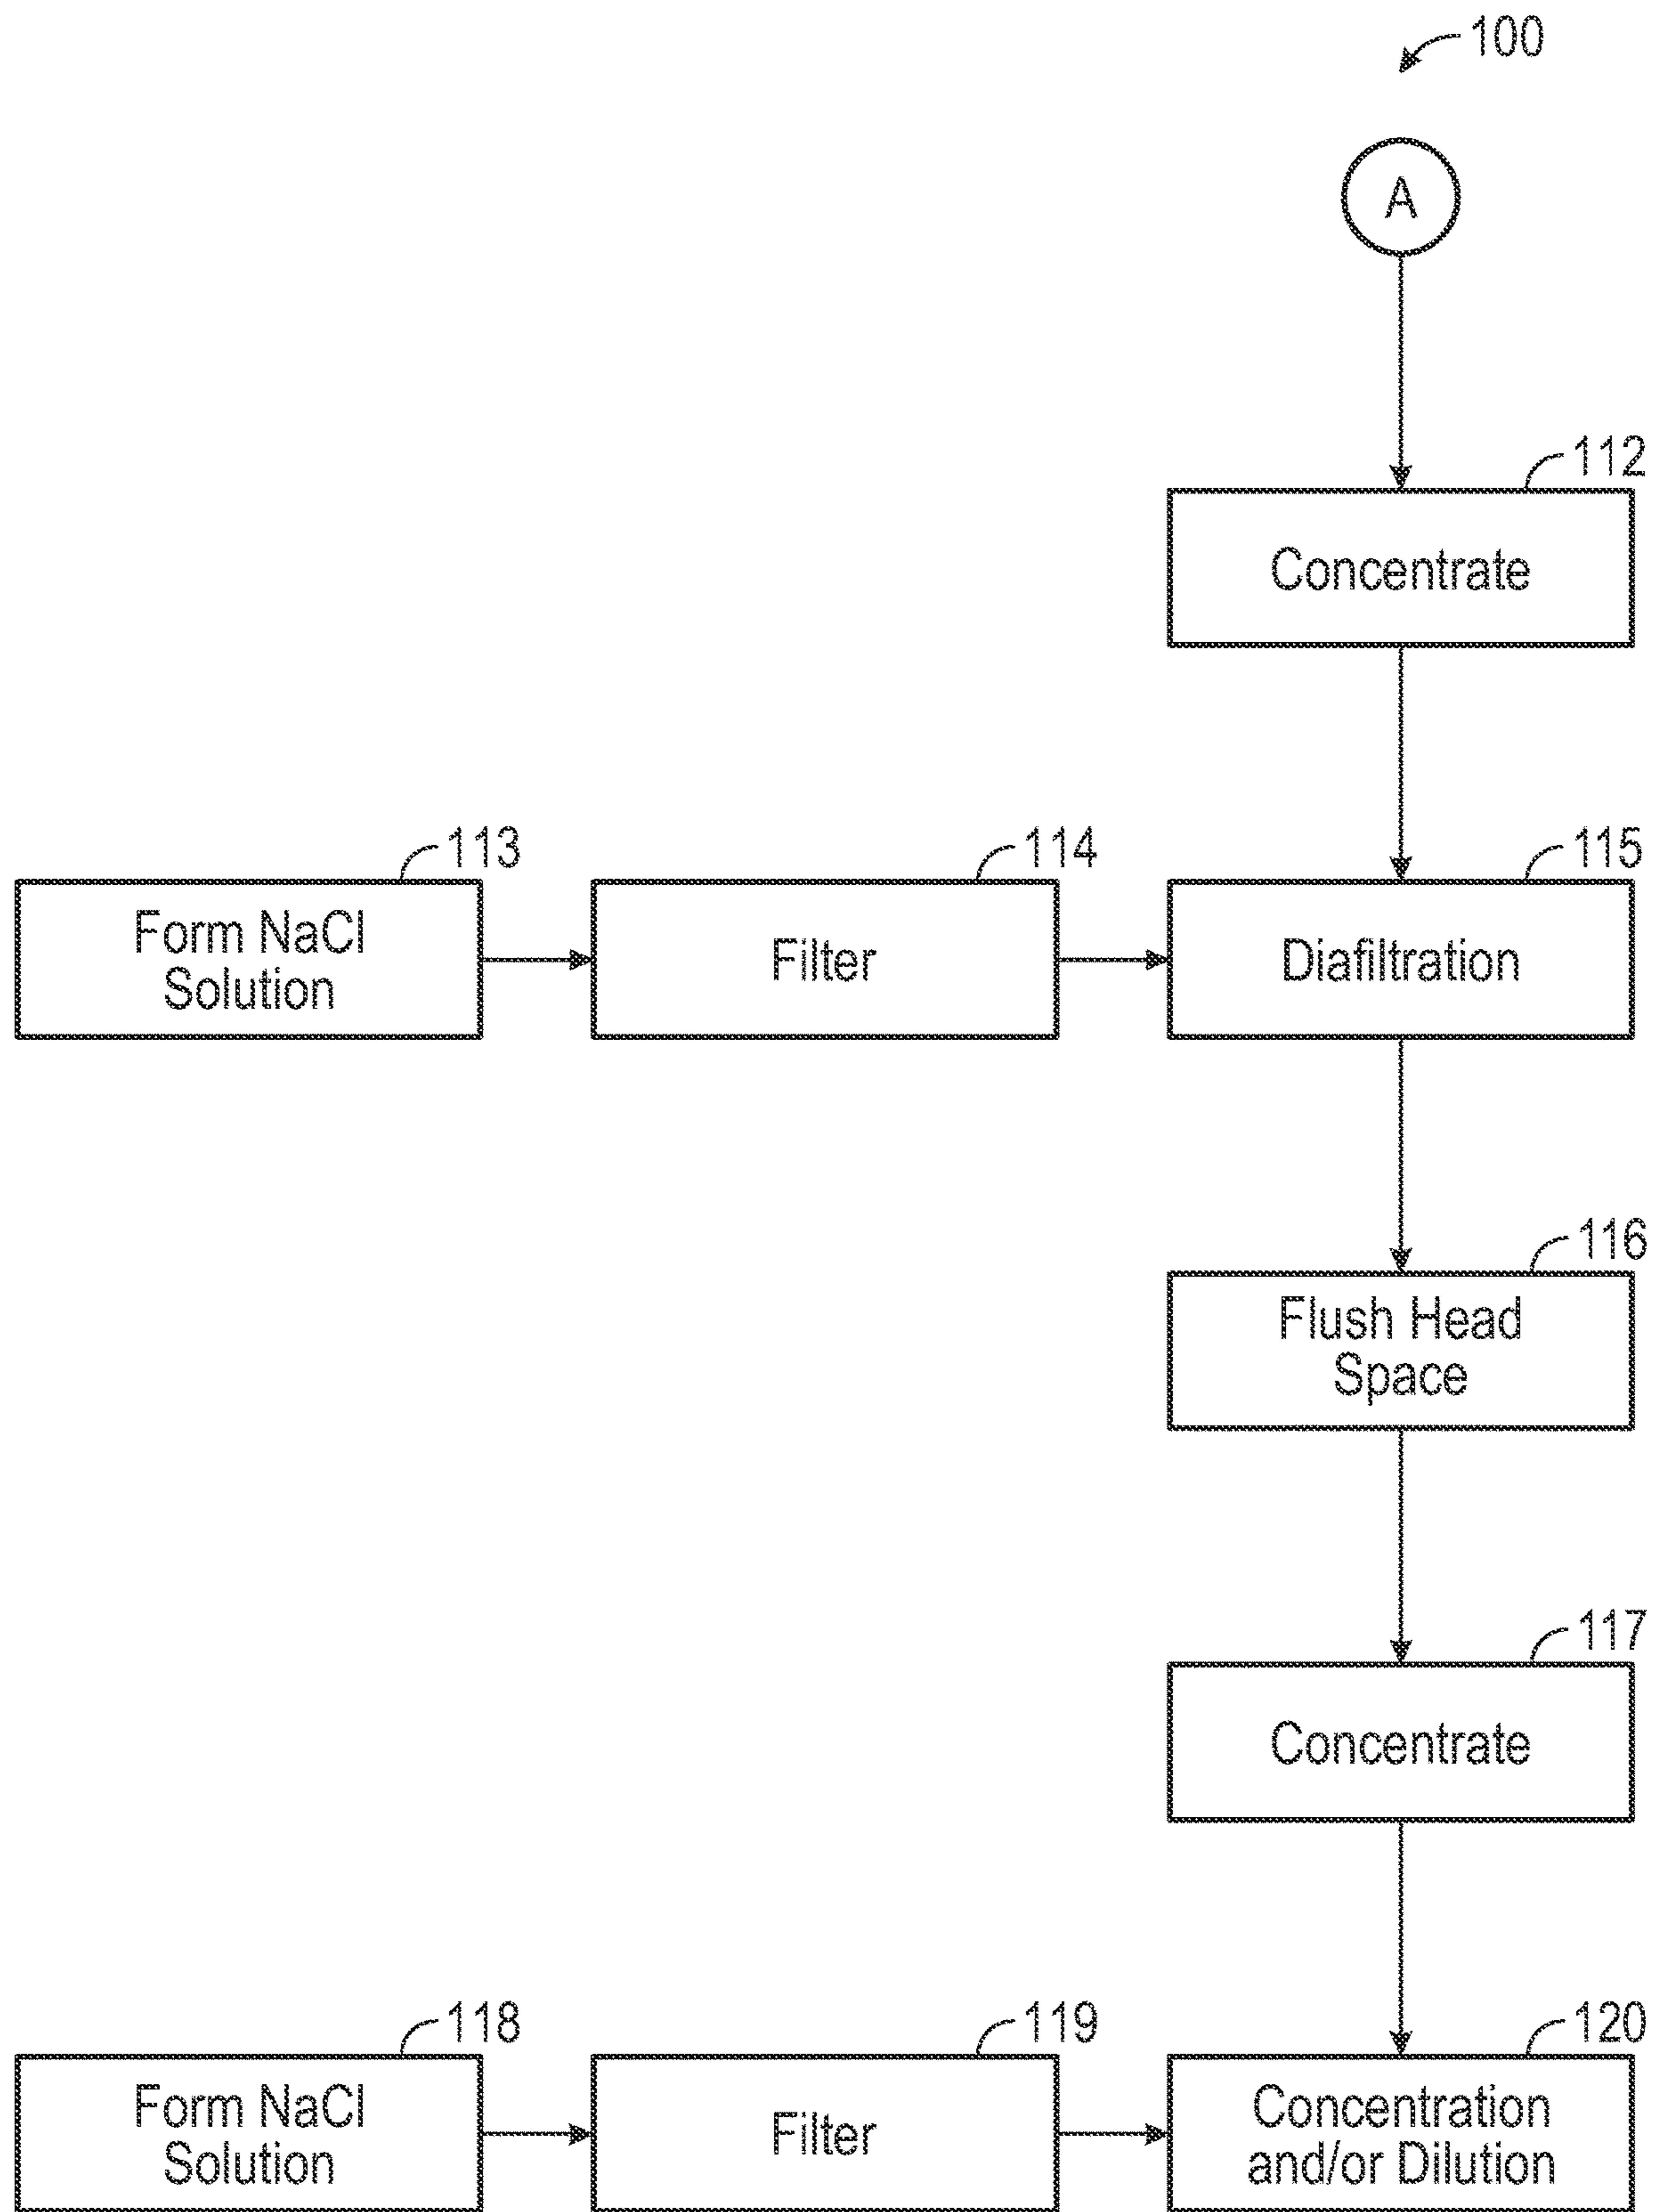 100
A
112
Concentrate
113
114
115
Form NaCl
Solution
Filter
Diafiltration
116
Flush Head
Space
117
Concentrate
118
119
120
Form NaCl
Solution
Filter
Concentration
and/or Dilution